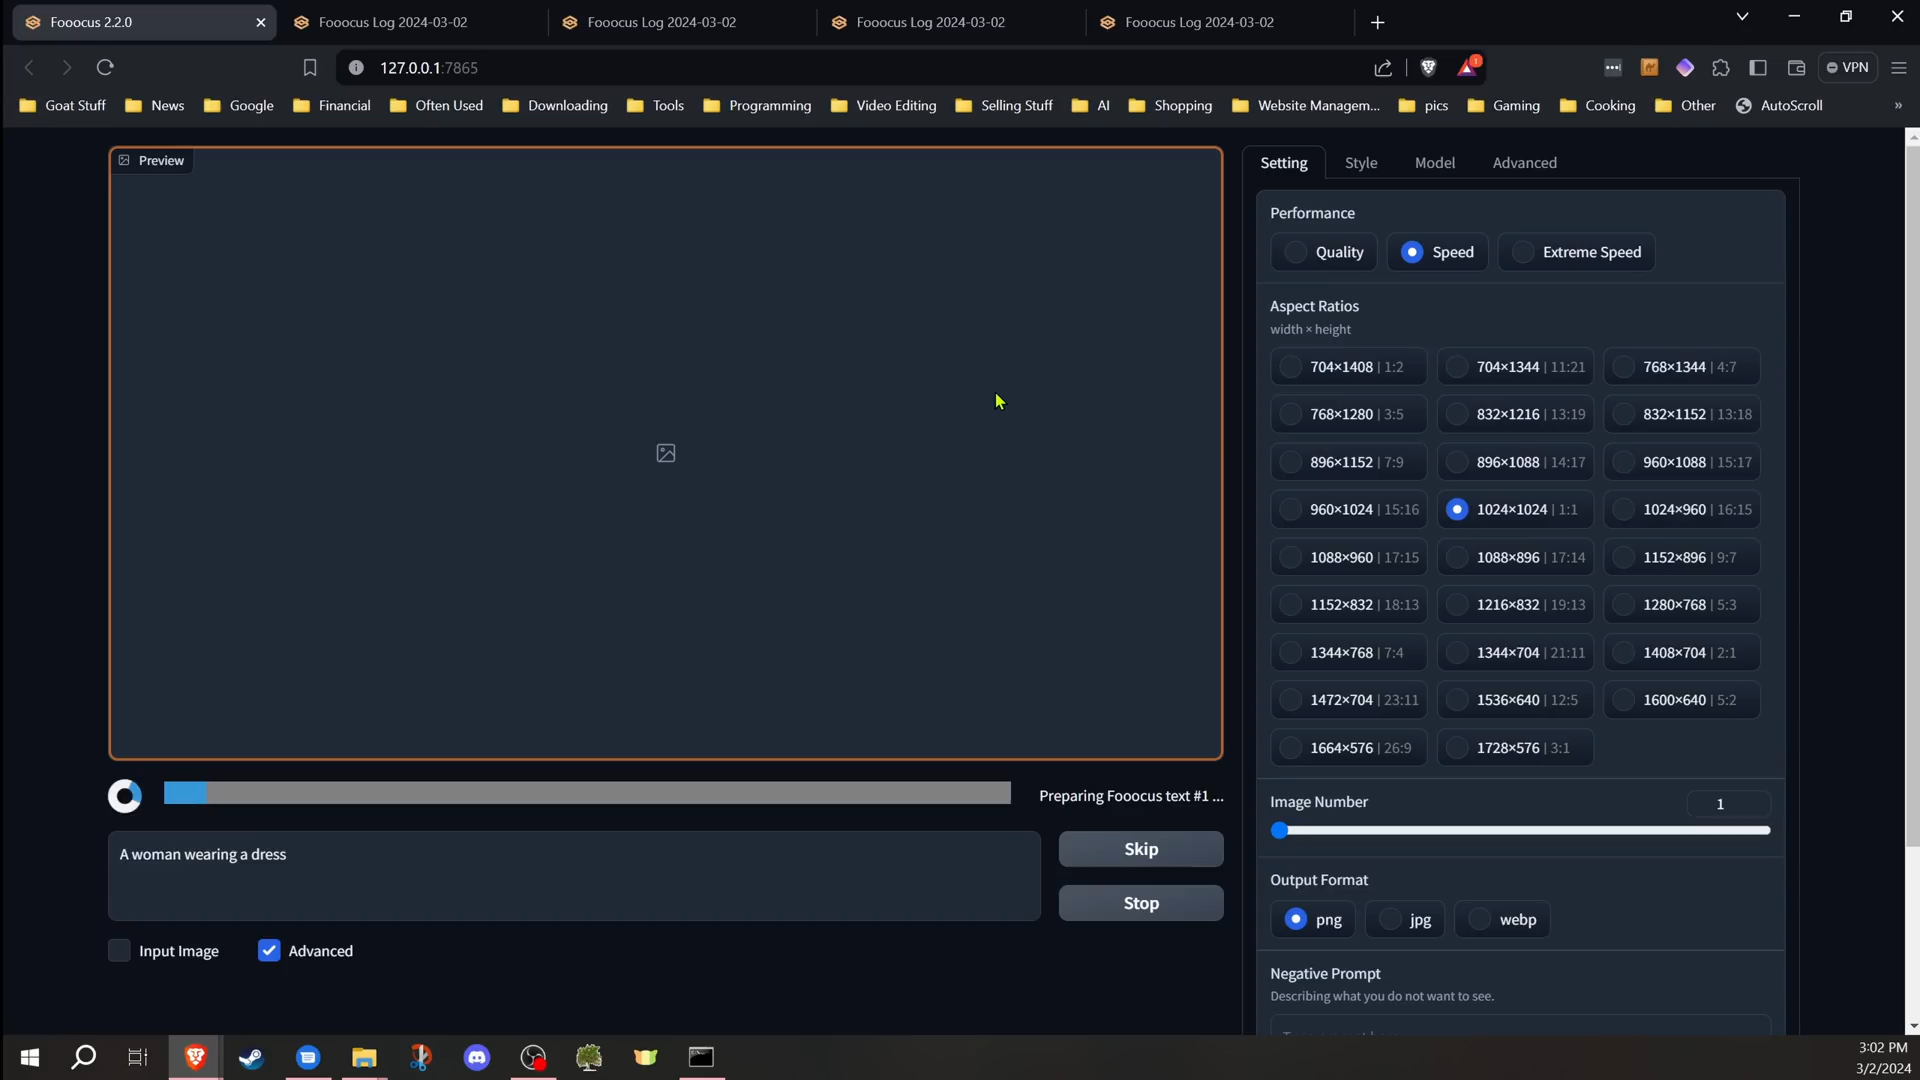 Fooocus 2.2.0
Fooocus Log 2024-03-02
Fooocus Log 2024-03-02
Fooocus Log 2024-03-02
Fooocus Log 2024-03-02
127.0.0.1:7865
1
VPN
Goat Stuff
News
Google
Financial
Often Used
Downloading
Tools
Programming
Video Editing
Selling Stuff
AI
Shopping
Website Managem...
pics
Gaming
Cooking
Other
AutoScroll
»
Preview
Setting
Style
Model
Advanced
Performance
Quality
Speed
Extreme Speed
Aspect Ratios
width × height
704×1408 | 1:2
704×1344 | 11:21
768×1344 | 4:7
768×1280 | 3:5
832×1216 | 13:19
832×1152 | 13:18
896×1152 | 7:9
896×1088 | 14:17
960×1088 | 15:17
960×1024 | 15:16
1024×1024 | 1:1
1024×960 | 16:15
1088×960 | 17:15
1088×896 | 17:14
1152×896 | 9:7
1152×832 | 18:13
1216×832 | 19:13
1280×768 | 5:3
1344×768 | 7:4
1344×704 | 21:11
1408×704 | 2:1
1472×704 | 23:11
1536×640 | 12:5
1600×640 | 5:2
1664×576 | 26:9
1728×576 | 3:1
Preparing Fooocus text #1 ...
A woman wearing a dress
Skip
Stop
Input Image
Advanced
Image Number
1
Output Format
png
jpg
webp
Negative Prompt
Describing what you do not want to see.
3:02 PM
3/2/2024